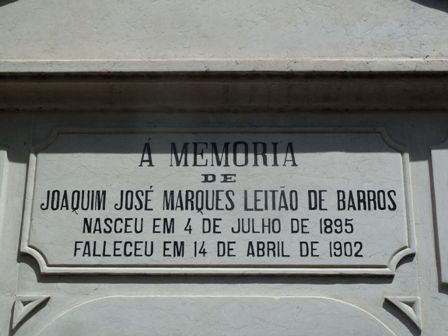 Á MEMORIA
DE
JOAQUIM JOSÉ MARQUES LEITÃO DE BARROS
NASCEU EM 4 DE JULHO DE 1895
FALLECEU EM 14 DE ABRIL DE 1902